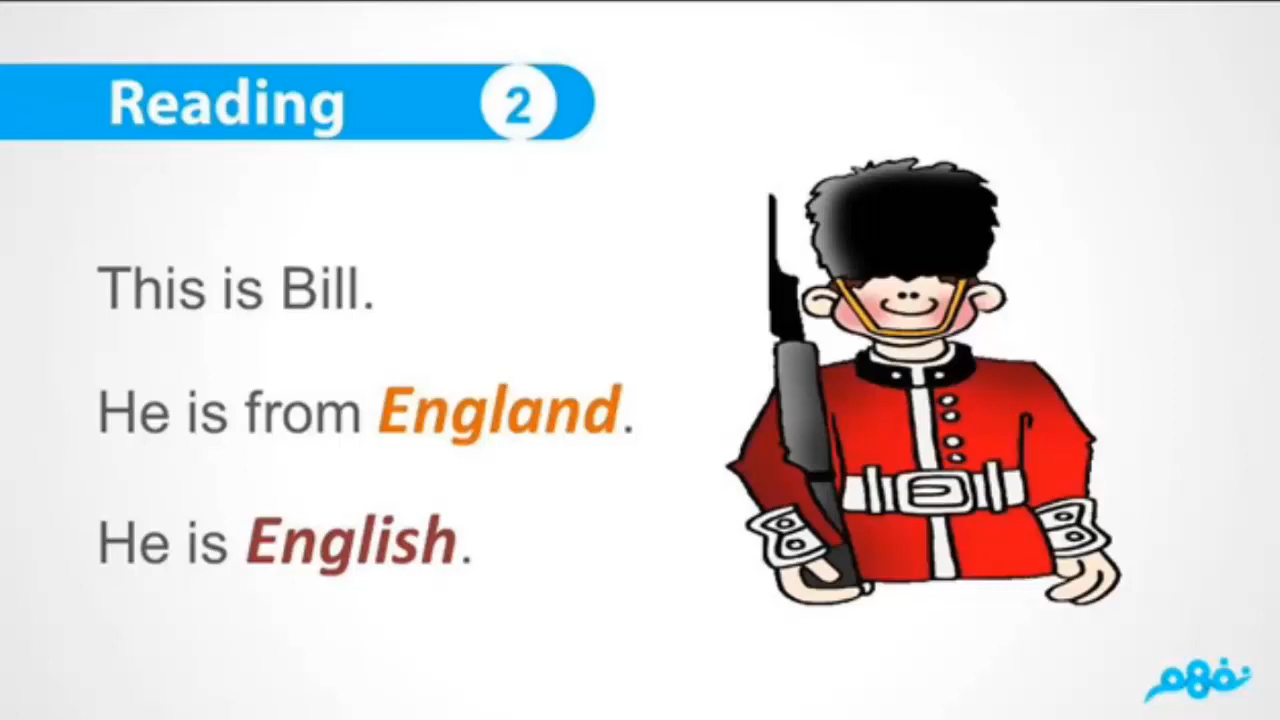 Reading 2
This is Bill.
He is from England.
He is English.
نفهم